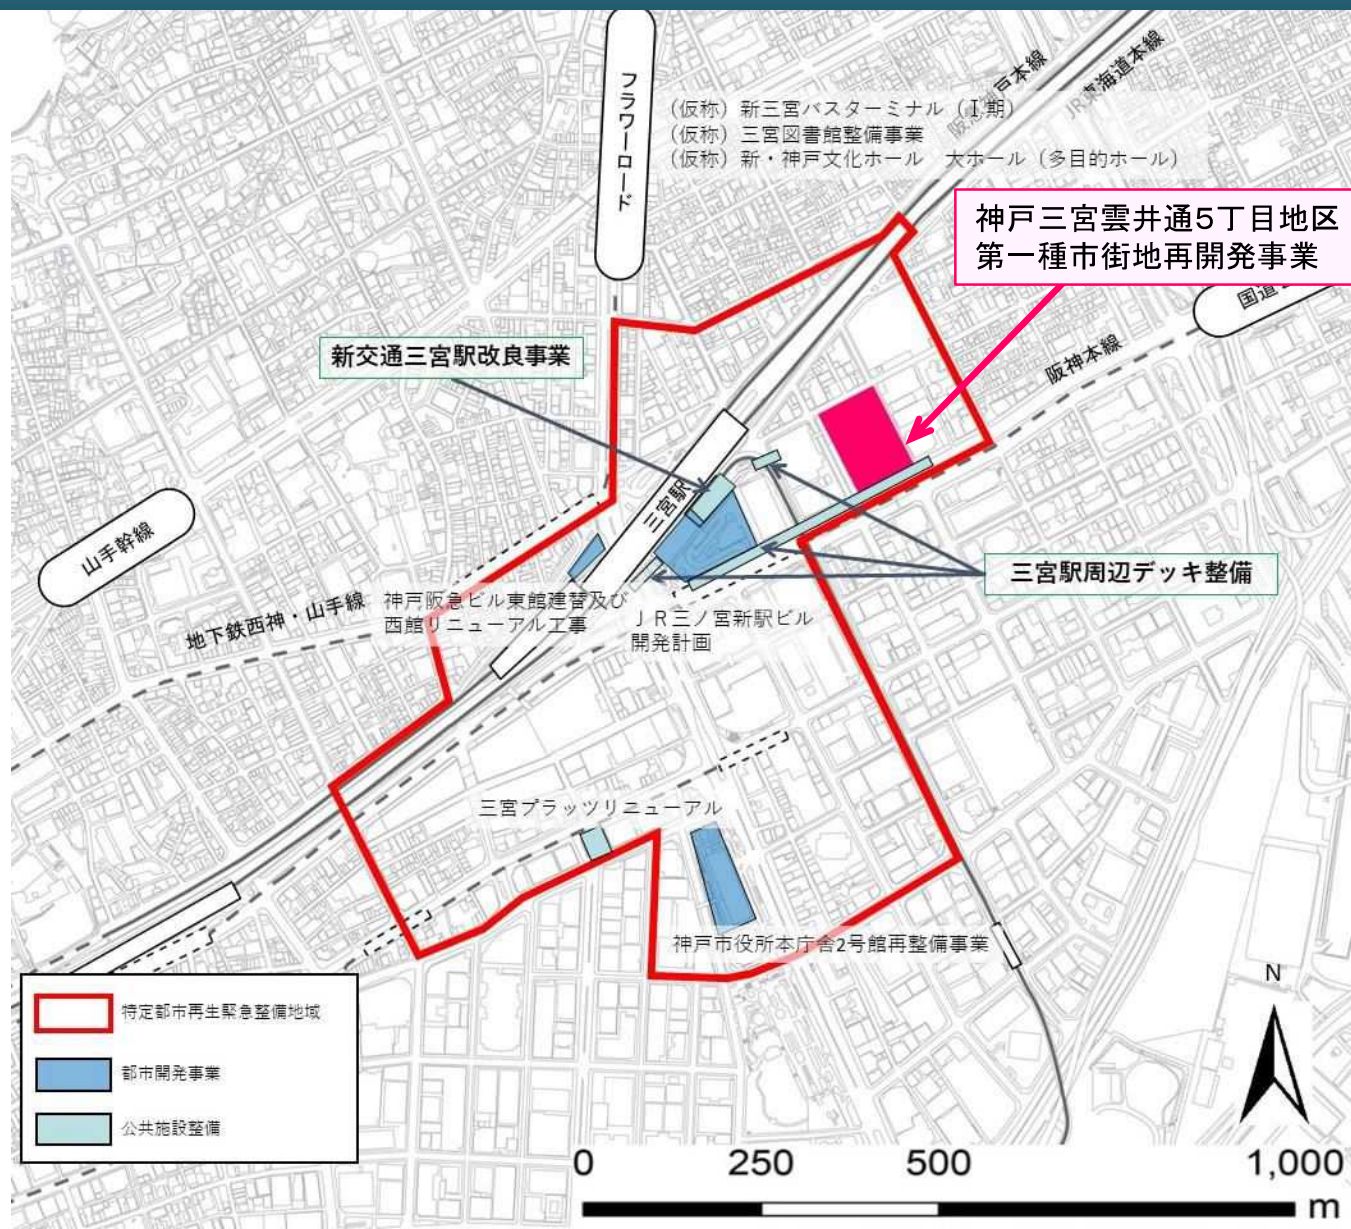 フラワーロード
(仮称)新三宮バスターミナル(Ⅰ期)
(仮称)三宮図書館整備事業
(仮称)新・神戸文化ホール 大ホール(多目的ホール)
阪急神戸本線
JR東海道本線
神戸三宮雲井通5丁目地区
第一種市街地再開発事業
国道
阪神本線
新交通三宮駅改良事業
三宮駅
山手幹線
地下鉄西神・山手線
三宮駅周辺デッキ整備
神戸阪急ビル東館建替及び
西館リニューアル工事
JR三ノ宮新駅ビル
開発計画
三宮プラッツリニューアル
神戸市役所本庁舎2号館再整備事業
特定都市再生緊急整備地域
都市開発事業
公共施設整備
N
0 250 500 1,000
m